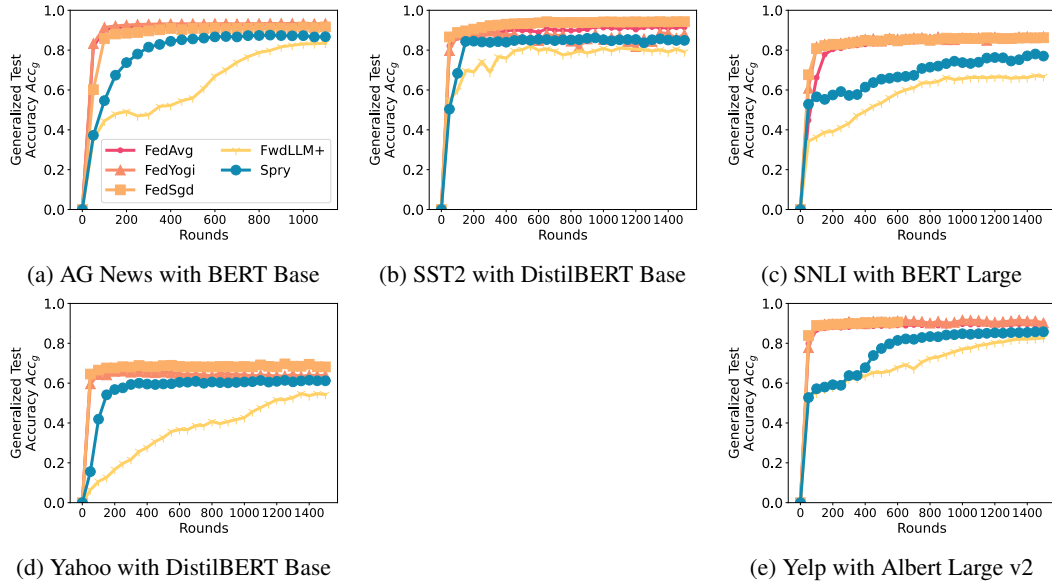 Generalized Test
Accuracy Acc_g
1.0
0.8
0.6
0.4
0.2
0.0
FedAvg
FedYogi
FedSgd
FwdLLM+
Spry
0 200 400 600 800 1000
Rounds
(a) AG News with BERT Base
Generalized Test
Accuracy Acc_g
1.0
0.8
0.6
0.4
0.2
0.0
0 200 400 600 800 1000 1200 1400
Rounds
(b) SST2 with DistilBERT Base
Generalized Test
Accuracy Acc_g
1.0
0.8
0.6
0.4
0.2
0.0
0 200 400 600 800 1000 1200 1400
Rounds
(c) SNLI with BERT Large
Generalized Test
Accuracy Acc_g
1.0
0.8
0.6
0.4
0.2
0.0
0 200 400 600 800 1000 1200 1400
Rounds
(d) Yahoo with DistilBERT Base
Generalized Test
Accuracy Acc_g
1.0
0.8
0.6
0.4
0.2
0.0
0 200 400 600 800 1000 1200 1400
Rounds
(e) Yelp with Albert Large v2